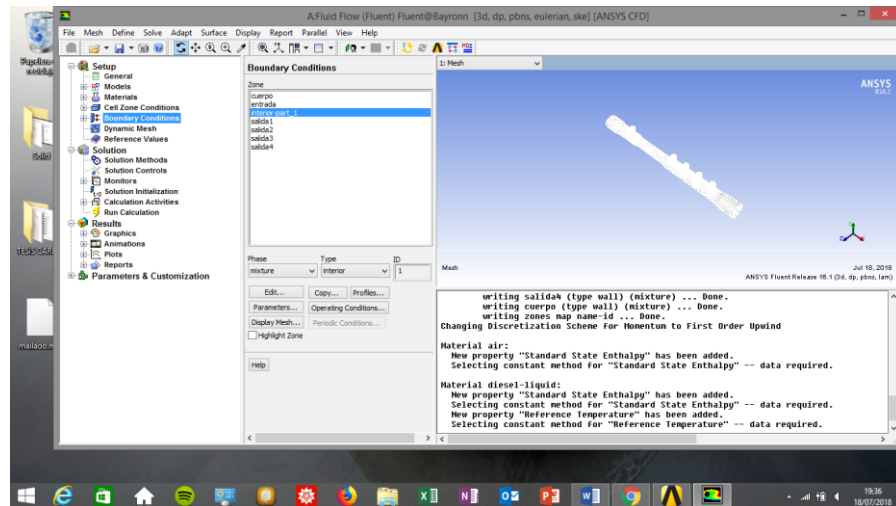 A:Fluid Flow (Fluent) Fluent@Bayronn [3d, dp, pbns, eulerian, ske] [ANSYS CFD]
File Mesh Define Solve Adapt Surface Display Report Parallel View Help
Setup
General
Models
Materials
Cell Zone Conditions
Boundary Conditions
Dynamic Mesh
Reference Values
Solution
Solution Methods
Solution Controls
Monitors
Solution Initialization
Calculation Activities
Run Calculation
Results
Graphics
Animations
Plots
Reports
Parameters & Customization
Boundary Conditions
Zone
cuerpo
entrada
interior-part_1
salida1
salida2
salida3
salida4
Phase Type ID
mixture interior 1
Edit... Copy... Profiles...
Parameters... Operating Conditions...
Display Mesh... Periodic Conditions...
Highlight Zone
Help
1: Mesh
ANSYS
R16.1
Mesh
Jul 18, 2018
ANSYS Fluent Release 16.1 (3d, dp, pbns, lam)
writing salida4 (type wall) (mixture) ... Done.
writing cuerpo (type wall) (mixture) ... Done.
writing zones map name-id ... Done.
Changing Discretization Scheme for Momentum to First Order Upwind
Material air:
New property "Standard State Enthalpy" has been added.
Selecting constant method for "Standard State Enthalpy" -- data required.
Material diesel-liquid:
New property "Standard State Enthalpy" has been added.
Selecting constant method for "Standard State Enthalpy" -- data required.
New property "Reference Temperature" has been added.
Selecting constant method for "Reference Temperature" -- data required.
Solid
19:36
18/07/2018